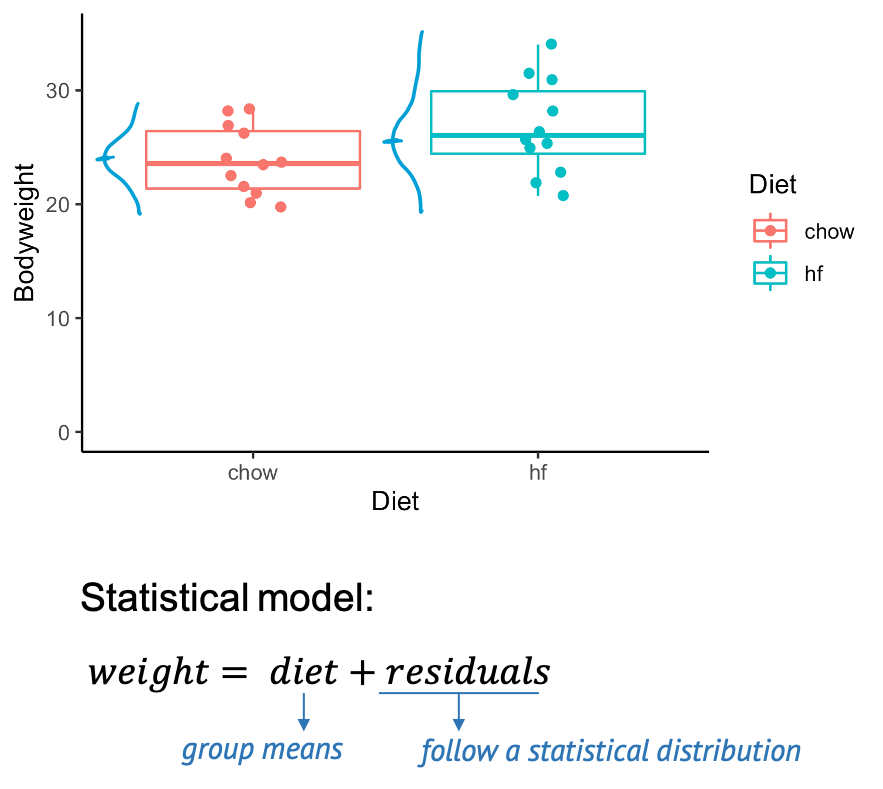 Bodyweight
30
20
10
0
chow
hf
Diet
Diet
chow
hf
Statistical model:
weight = diet + residuals
group means
follow a statistical distribution